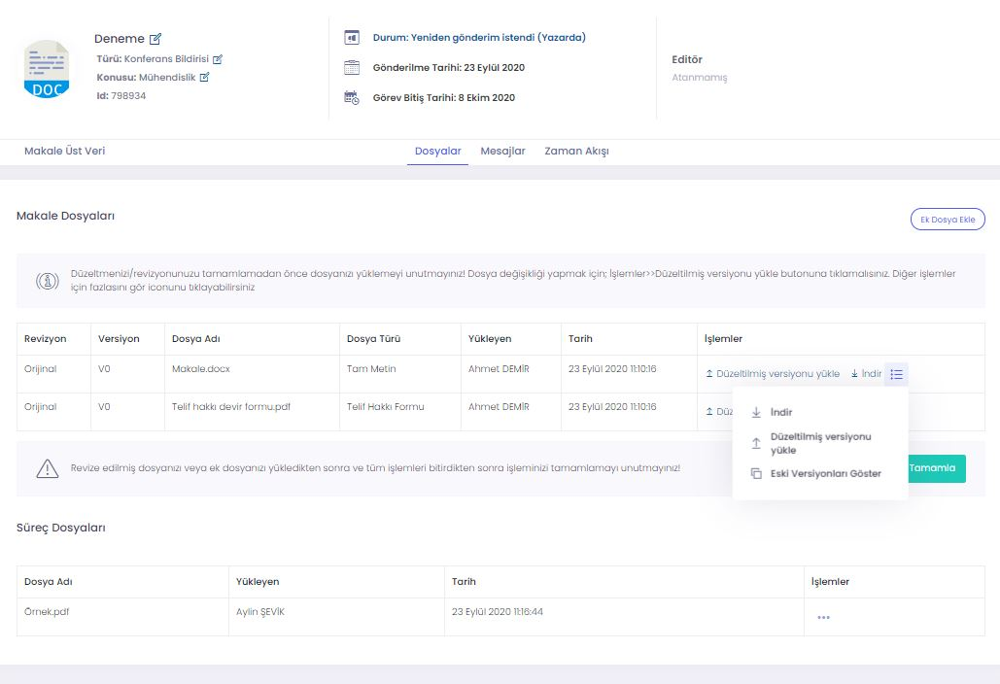 DOC
Deneme
Türü: Konferans Bildirisi
Konusu: Mühendislik
Id: 798934
Durum: Yeniden gönderim istendi (Yazarda)
Gönderilme Tarihi: 23 Eylül 2020
Görev Bitiş Tarihi: 8 Ekim 2020
Editör
Atanmamış
Makale Üst Veri
Dosyalar Mesajlar Zaman Akışı
Makale Dosyaları
Ek Dosya Ekle
Düzeltmenizi/revizyonunuzu tamamlamadan önce dosyanızı yüklemeyi unutmayınız! Dosya değişikliği yapmak için; İşlemler>>Düzeltilmiş versiyonu yükle butonuna tıklamalısınız. Diğer işlemler
için fazlasını gör iconunu tıklayabilirsiniz
Revizyon Versiyon Dosya Adı Dosya Türü Yükleyen Tarih İşlemler
Orijinal V0 Makale.docx Tam Metin Ahmet DEMİR 23 Eylül 2020 11:10:16 Düzeltilmiş versiyonu yükle İndir
Orijinal V0 Telif hakkı devir formu.pdf Telif Hakkı Formu Ahmet DEMİR 23 Eylül 2020 11:10:16 Düz
İndir
Düzeltilmiş versiyonu
yükle
Eski Versiyonları Göster
Revize edilmiş dosyanızı veya ek dosyanızı yükledikten sonra ve tüm işlemleri bitirdikten sonra işleminizi tamamlamayı unutmayınız!
Tamamla
Süreç Dosyaları
Dosya Adı Yükleyen Tarih İşlemler
Örnek.pdf Aylin ŞEVİK 23 Eylül 2020 11:16:44